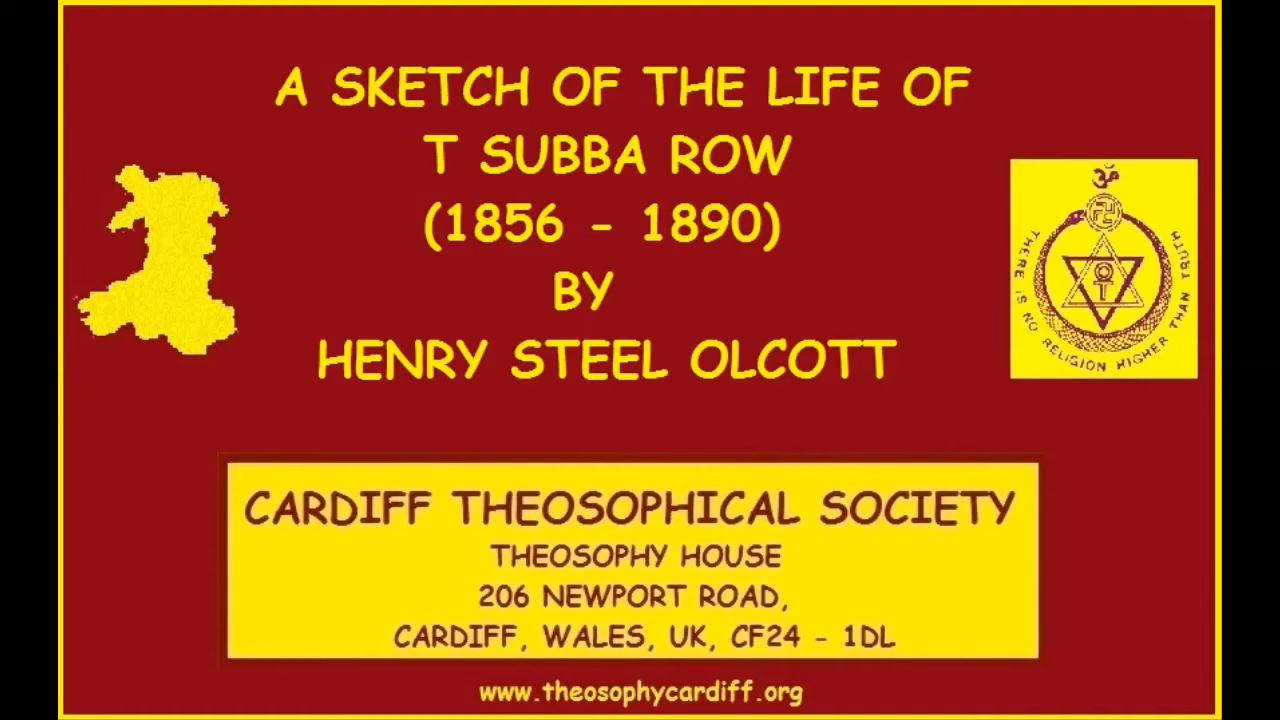 A SKETCH OF THE LIFE OF
T SUBBA ROW
(1856 - 1890)
BY
HENRY STEEL OLCOTT
ॐ
THERE IS NO RELIGION HIGHER THAN TRUTH
CARDIFF THEOSOPHICAL SOCIETY
THEOSOPHY HOUSE
206 NEWPORT ROAD,
CARDIFF, WALES, UK, CF24 - 1DL
www.theosophycardiff.org